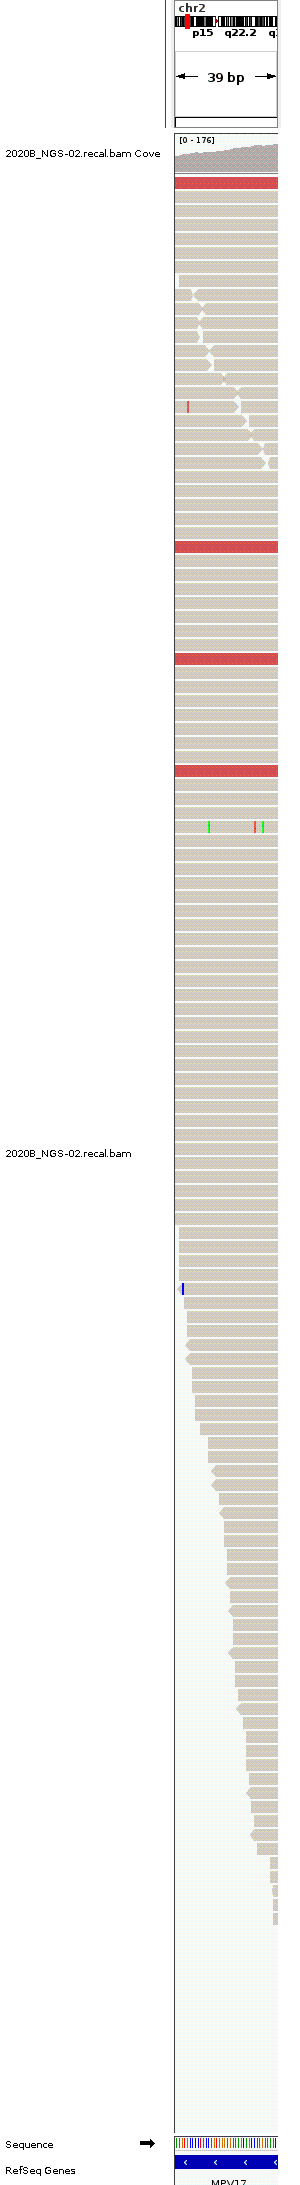 chr2
p15 q22.2 q
39 bp
[0 - 176]
2020B_NGS-02.recal.bam Cove
2020B_NGS-02.recal.bam
Sequence
RefSeq Genes
MPV17